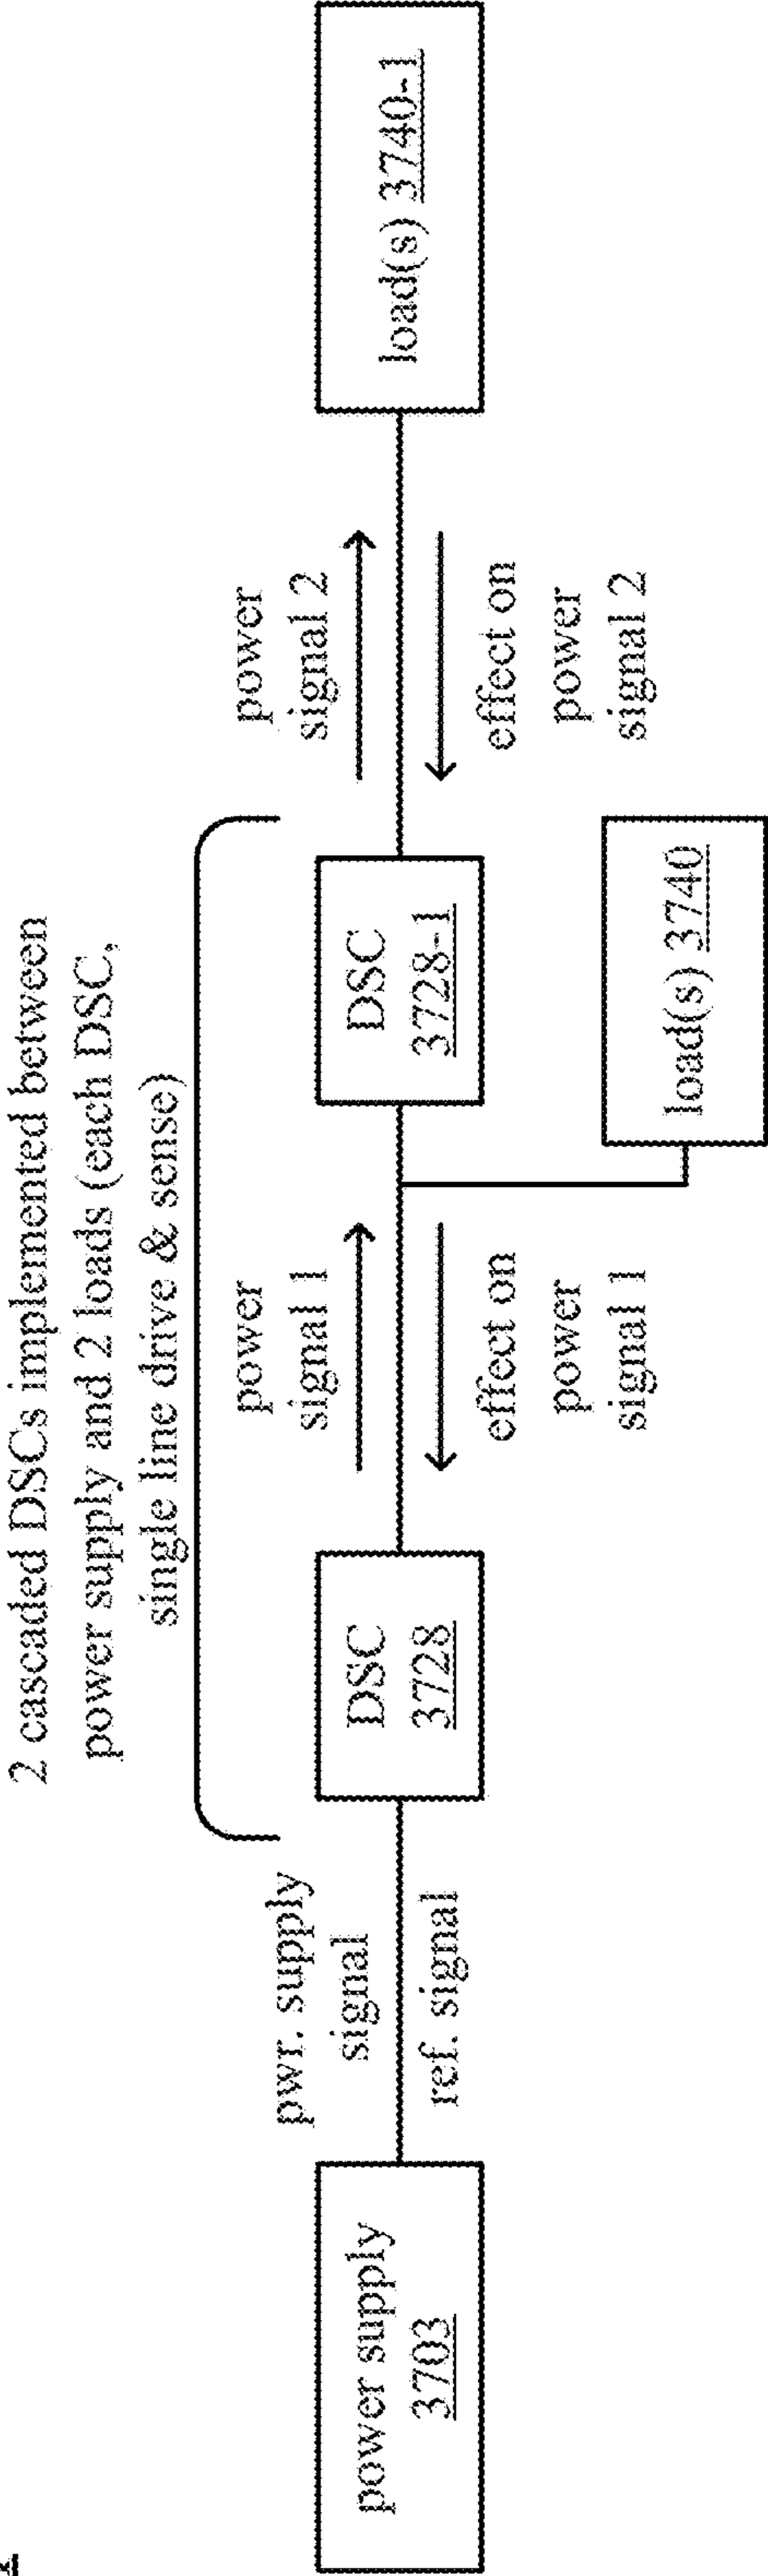 2 cascaded DSCs implemented between
power supply and 2 loads (each DSC,
single line drive & sense)
power supply
3703
pwr. supply
signal
ref. signal
DSC
3728
power
signal 1
effect on
power
signal 1
DSC
3728-1
load(s) 3740
power
signal 2
effect on
power
signal 2
load(s) 3740-1